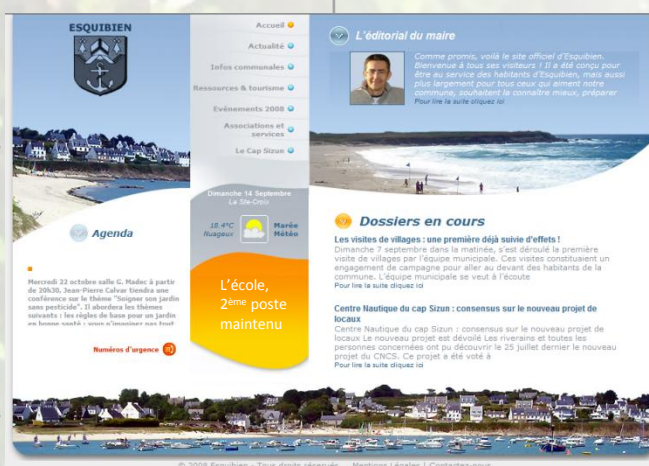 ESQUIBIEN
Accueil
Actualité
Infos communales
Ressources & tourisme
Evénements 2008
Associations et
services
Le Cap Sizun
L'éditorial du maire
Comme promis, voilà le site officiel d'Esquibien.
Bienvenue à tous ses visiteurs ! Il a été conçu pour
être au service des habitants d'Esquibien, mais aussi
plus largement pour tous ceux qui aiment notre
commune, souhaitent la connaître mieux, préparer
Pour lire la suite cliquez ici
Dimanche 14 Septembre
La Ste-Croix
15.4°C
Nuageux
Marée
Météo
Agenda
Mercredi 22 octobre salle G. Madec à partir
de 20h30, Jean-Pierre Calvar tiendra une
conférence sur le thème "Soigner son jardin
sans pesticide". Il abordera les thèmes
suivants : les règles de base pour un jardin
en bonne santé : vous n'imaginez pas tout
Numéros d'urgence
L'école,
2ème poste
maintenu
Dossiers en cours
Les visites de villages : une première déjà suivie d'effets !
Dimanche 7 septembre dans la matinée, s'est déroulé la première
visite de villages par l'équipe municipale. Ces visites constituaient un
engagement de campagne pour aller au devant des habitants de la
commune. L'équipe municipale se veut à l'écoute
Pour lire la suite cliquez ici
Centre Nautique du cap Sizun : consensus sur le nouveau projet de
locaux
Centre Nautique du cap Sizun : consensus sur le nouveau projet de
locaux Le nouveau projet est dévoilé Les riverains et toutes les
personnes concernées ont pu découvrir le 25 juillet dernier le nouveau
projet du CNCS. Ce projet a été voté à
Pour lire la suite cliquez ici
© 2008 Esquibien - Tous droits réservés Mentions Légales | Contactez-nous